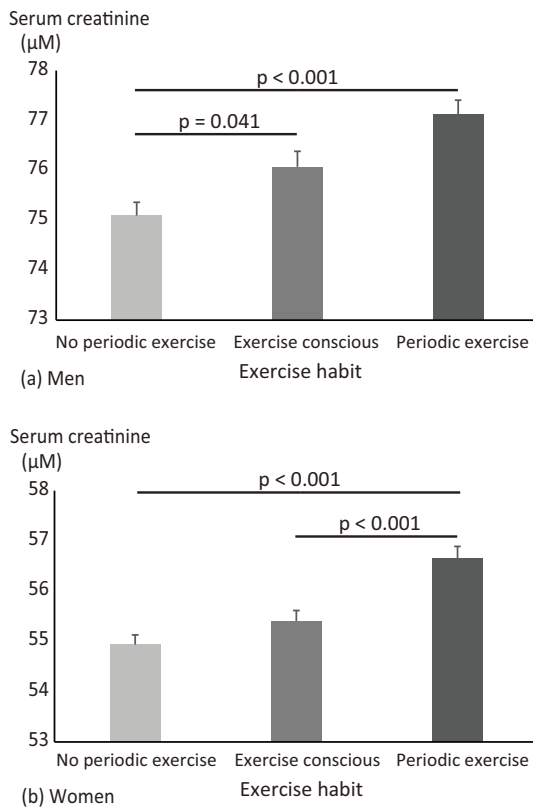 Serum creatinine
(µM)
78
77
76
75
74
73
p < 0.001
p = 0.041
No periodic exercise Exercise conscious Periodic exercise
(a) Men
Exercise habit
Serum creatinine
(µM)
58
57
56
55
54
53
p < 0.001
p < 0.001
No periodic exercise Exercise conscious Periodic exercise
(b) Women
Exercise habit